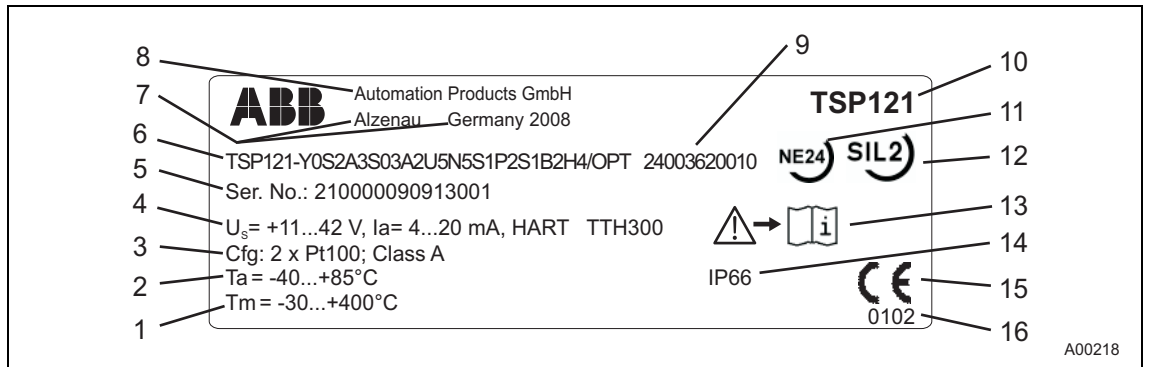 8 9 10
7 11
6 12
5 13
4 14
3 15
2 16
1
ABB Automation Products GmbH
Alzenau Germany 2008
TSP121
TSP121-Y0S2A3S03A2U5N5S1P2S1B2H4/OPT 24003620010
NE24 SIL2
Ser. No.: 210000090913001
Us= +11...42 V, Ia= 4...20 mA, HART TTH300
i
Cfg: 2 x Pt100; Class A
Ta = -40...+85°C
IP66
Tm = -30...+400°C
CE
0102
A00218